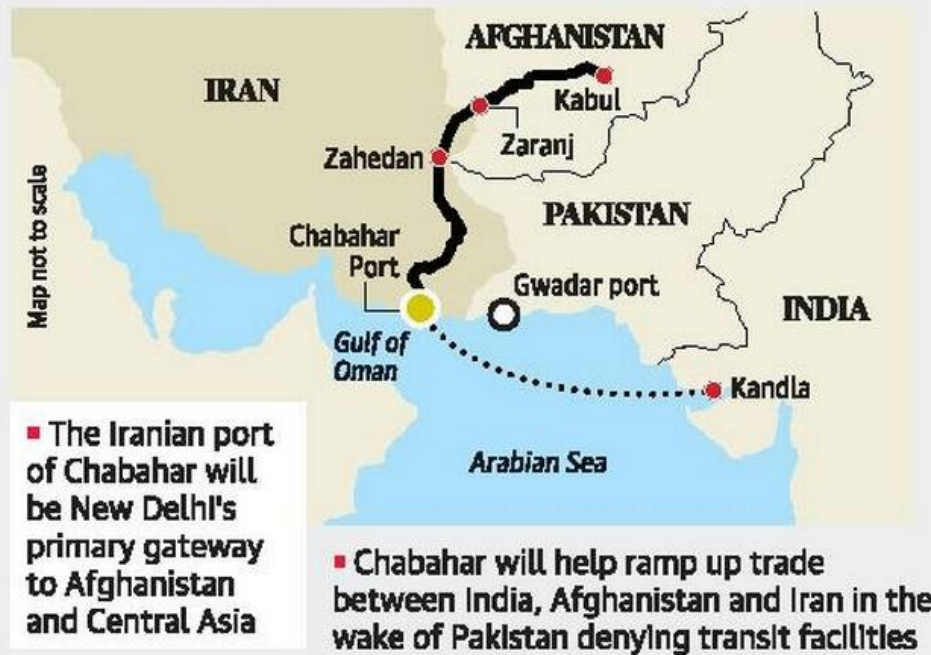 AFGHANISTAN
IRAN
Kabul
Zaranj
Zahedan
Map not to scale
PAKISTAN
Chabahar
Port
Gwadar port
INDIA
Gulf of
Oman
Kandla
Arabian Sea
The Iranian port
of Chabahar will
be New Delhi's
primary gateway
to Afghanistan
and Central Asia
Chabahar will help ramp up trade
between India, Afghanistan and Iran in the
wake of Pakistan denying transit facilities